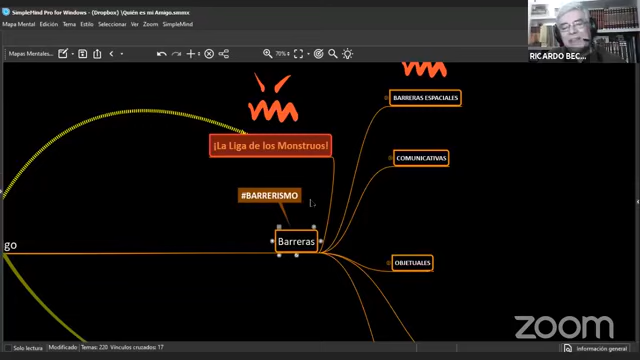 SimpleMind Pro for Windows - (Dropbox) \Quién es mi Amigo.smmx
Mapa Mental Edición Tema Estilo Seleccionar Ver Zoom SimpleMind
Mapas Mentales...
70%
RICARDO BEC...
BARRERAS ESPACIALES
¡La Liga de los Monstruos!
COMUNICATIVAS
#BARRERISMO
go
Barreras
OBJETUALES
zoom
Solo lectura Modificado Temas: 220. Vínculos cruzados: 17 Información general